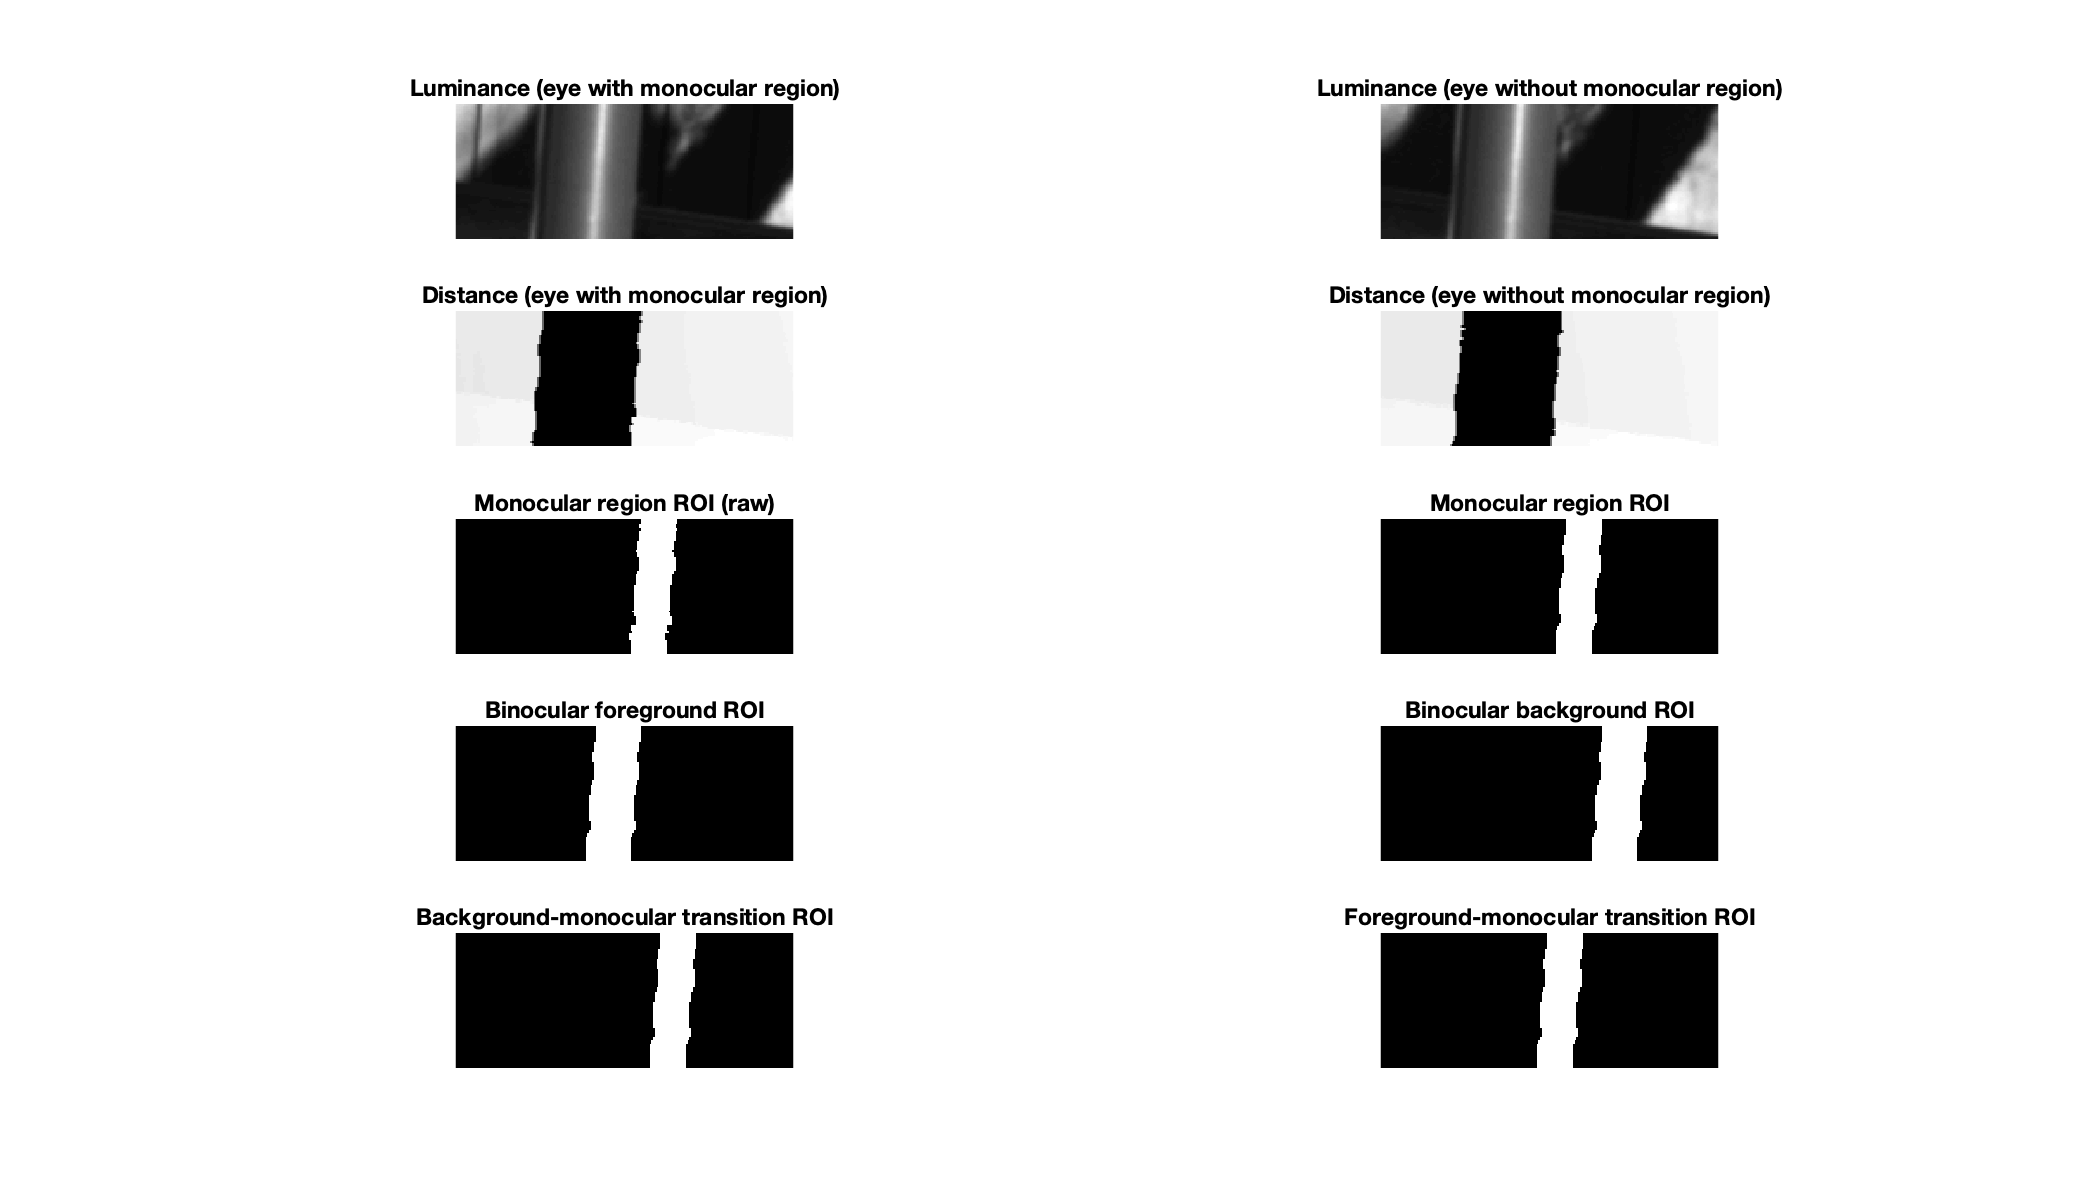 Luminance (eye with monocular region)
Luminance (eye without monocular region)
Distance (eye with monocular region)
Distance (eye without monocular region)
Monocular region ROI (raw)
Monocular region ROI
Binocular foreground ROI
Binocular background ROI
Background-monocular transition ROI
Foreground-monocular transition ROI